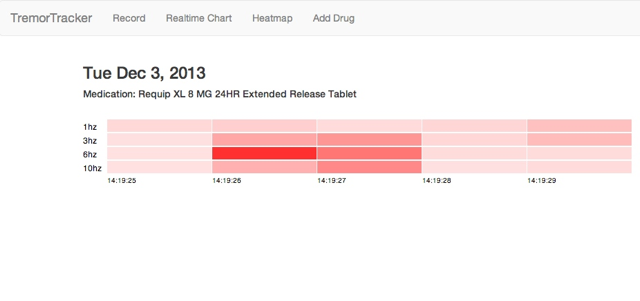 TremorTracker Record Realtime Chart Heatmap Add Drug
Tue Dec 3, 2013
Medication: Requip XL 8 MG 24HR Extended Release Tablet
1hz
3hz
6hz
10hz
14:19:25 14:19:26 14:19:27 14:19:28 14:19:29